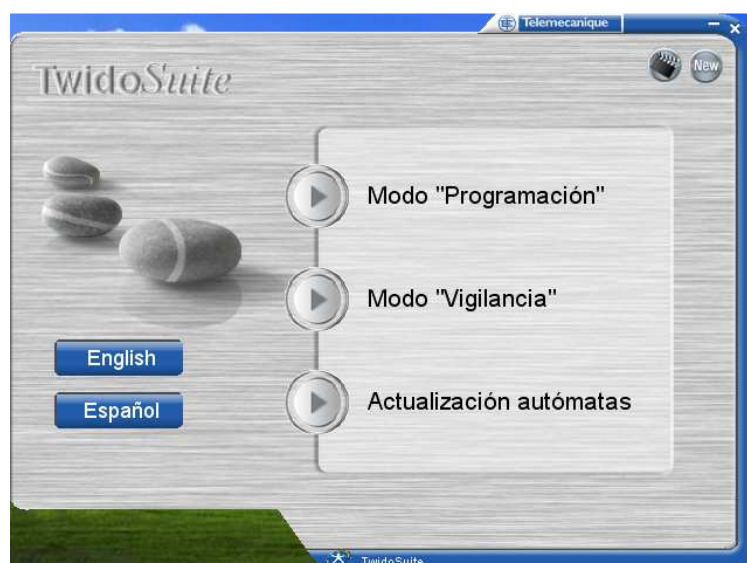 Telemecanique
TwidoSuite
New
Modo "Programación"
Modo "Vigilancia"
English
Español
Actualización autómatas
TwidoSuite